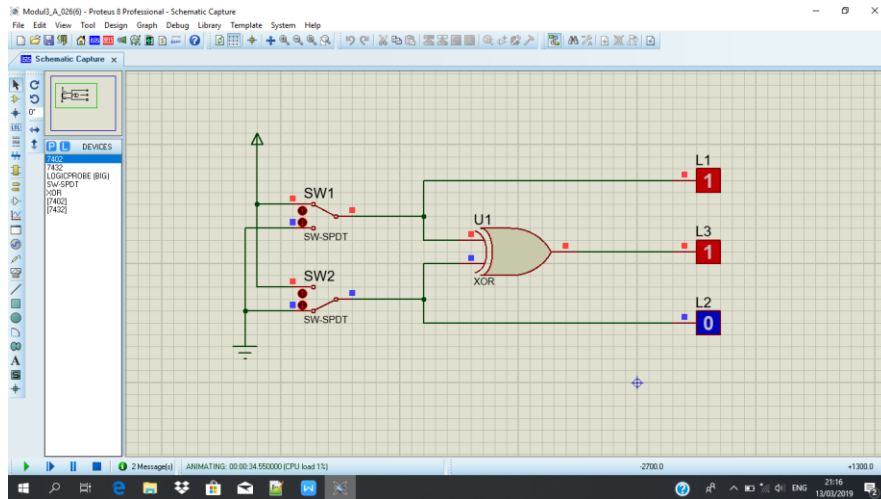 Modul3_A_026(6) - Proteus 8 Professional - Schematic Capture
File Edit View Tool Design Graph Debug Library Template System Help
Schematic Capture x
0°
P L DEVICES
7402
7432
LOGICPROBE (BIG)
SW-SPDT
XOR
[7402]
[7432]
L1
1
SW1
SW-SPDT
U1
XOR
L3
1
SW2
SW-SPDT
L2
0
2 Message(s) ANIMATING: 00:00:34.550000 (CPU load 1%) -2700.0 +1300.0
ENG 21:16
13/03/2019